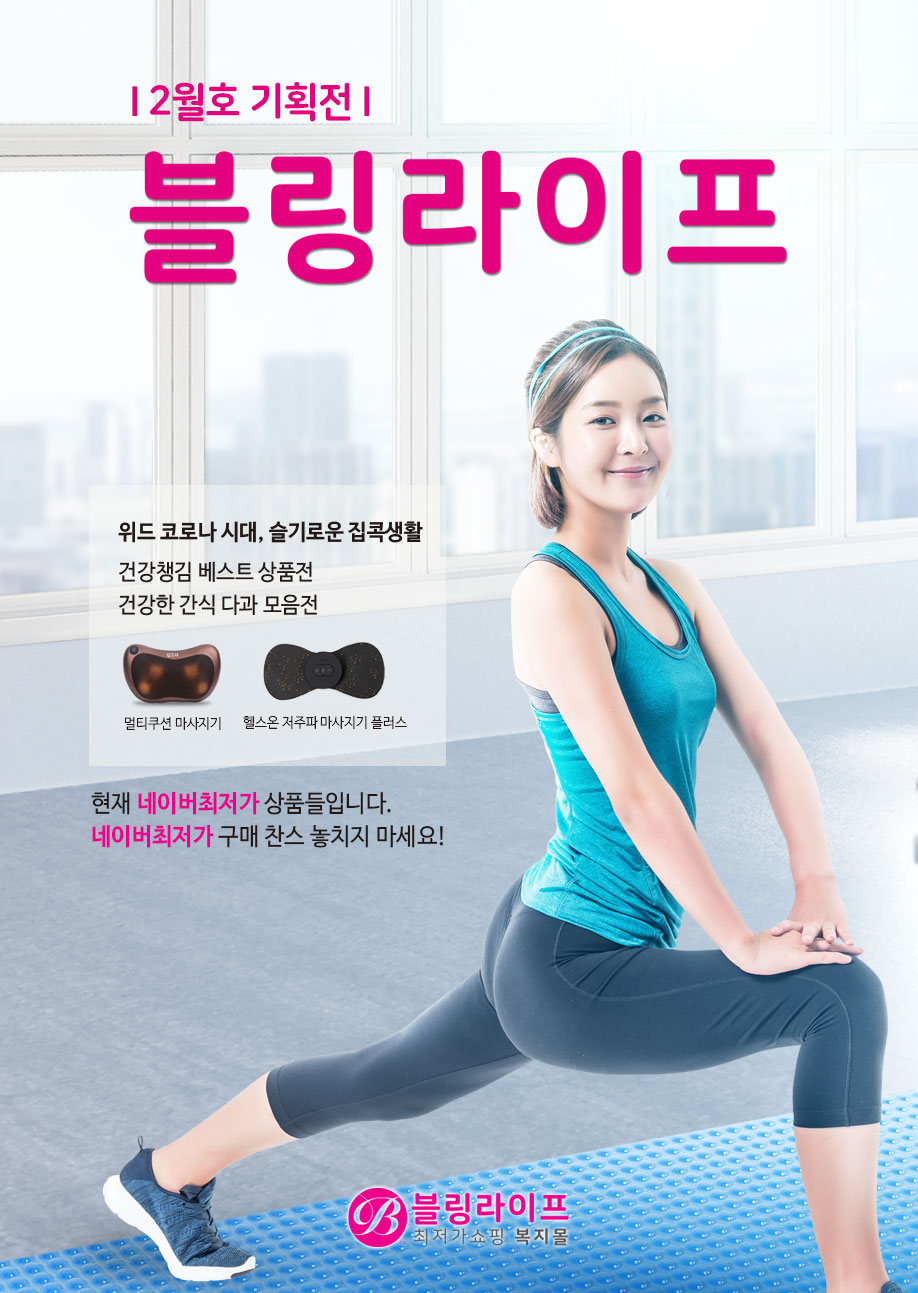 I 2월호 기획전 I
블링라이프
위드 코로나 시대, 슬기로운 집콕생활
건강챙김 베스트 상품전
건강한 간식 다과 모음전
멀티쿠션 마사지기
헬스온 저주파 마사지기 플러스
현재 네이버최저가 상품들입니다.
네이버최저가 구매 찬스 놓치지 마세요!
B 블링라이프
최저가쇼핑 복지몰